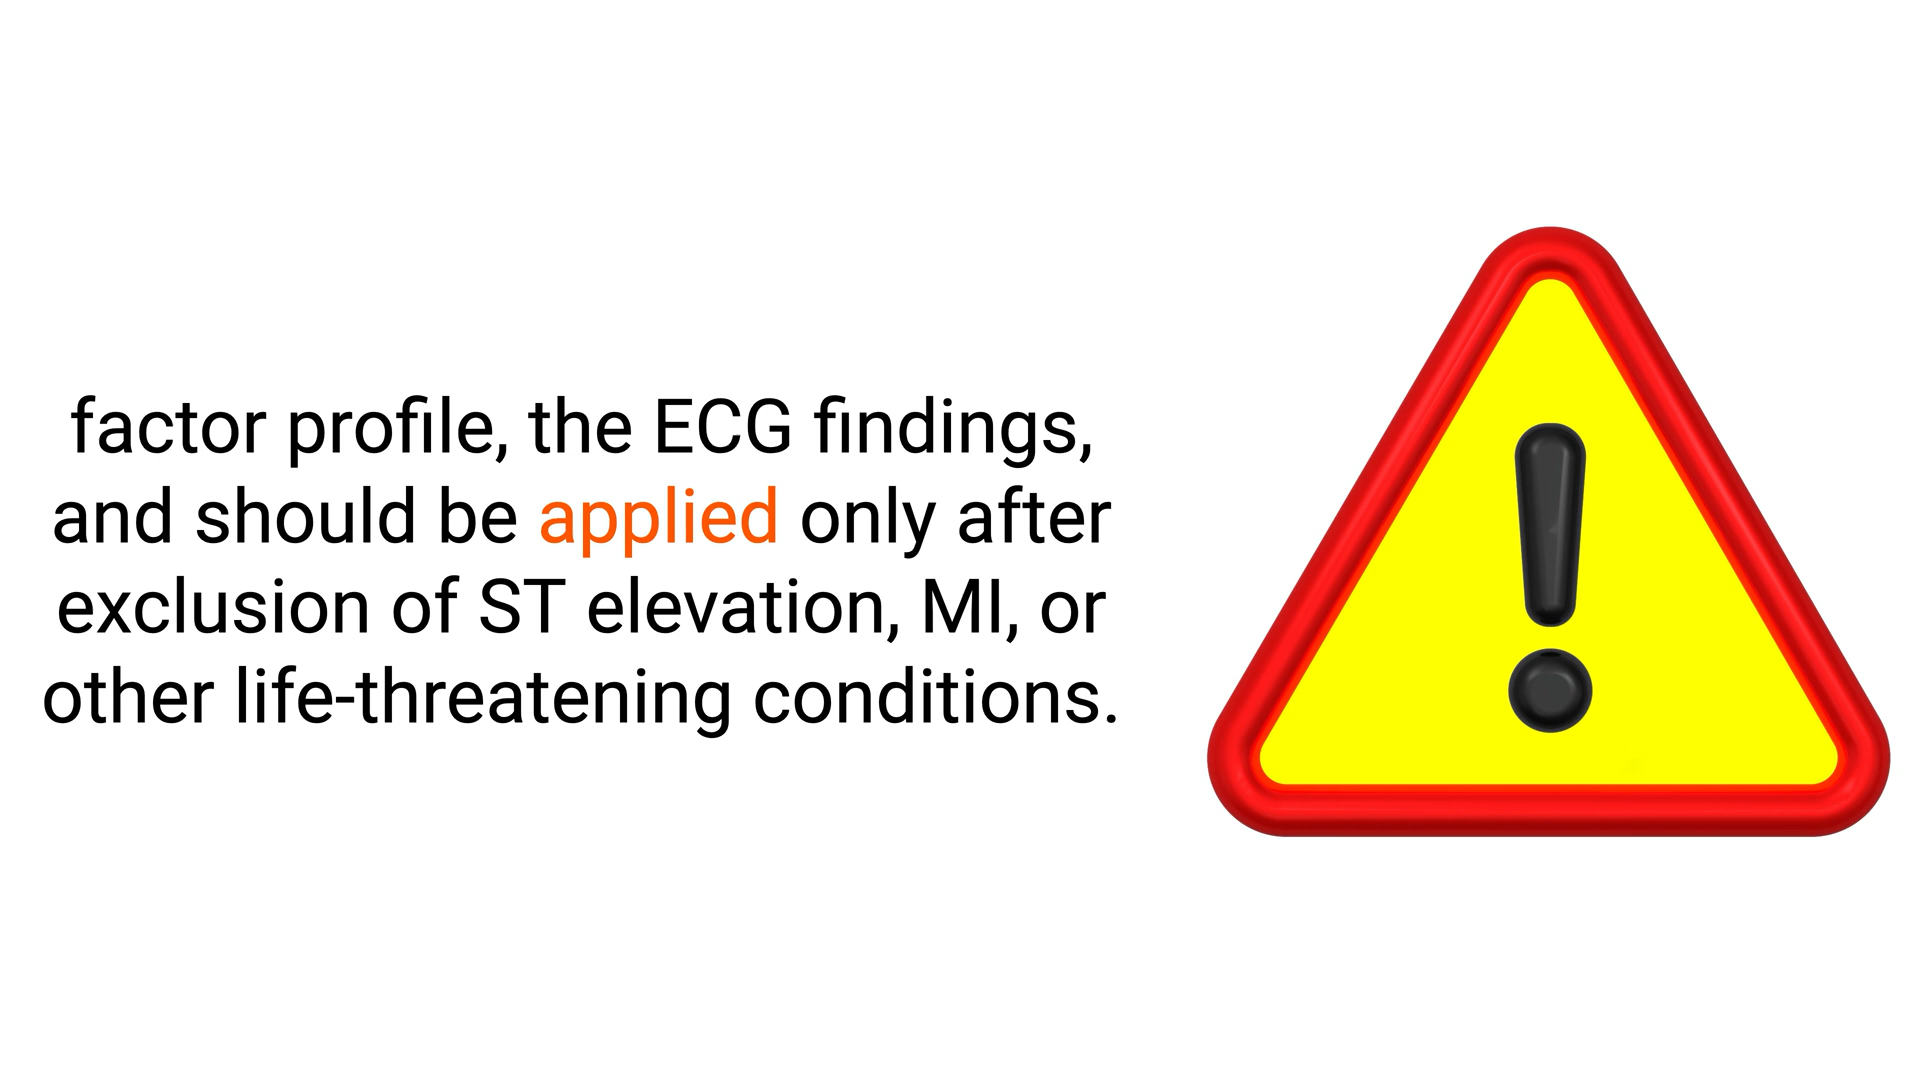 factor profile, the ECG findings,
and should be applied only after
exclusion of ST elevation, MI, or
other life-threatening conditions.